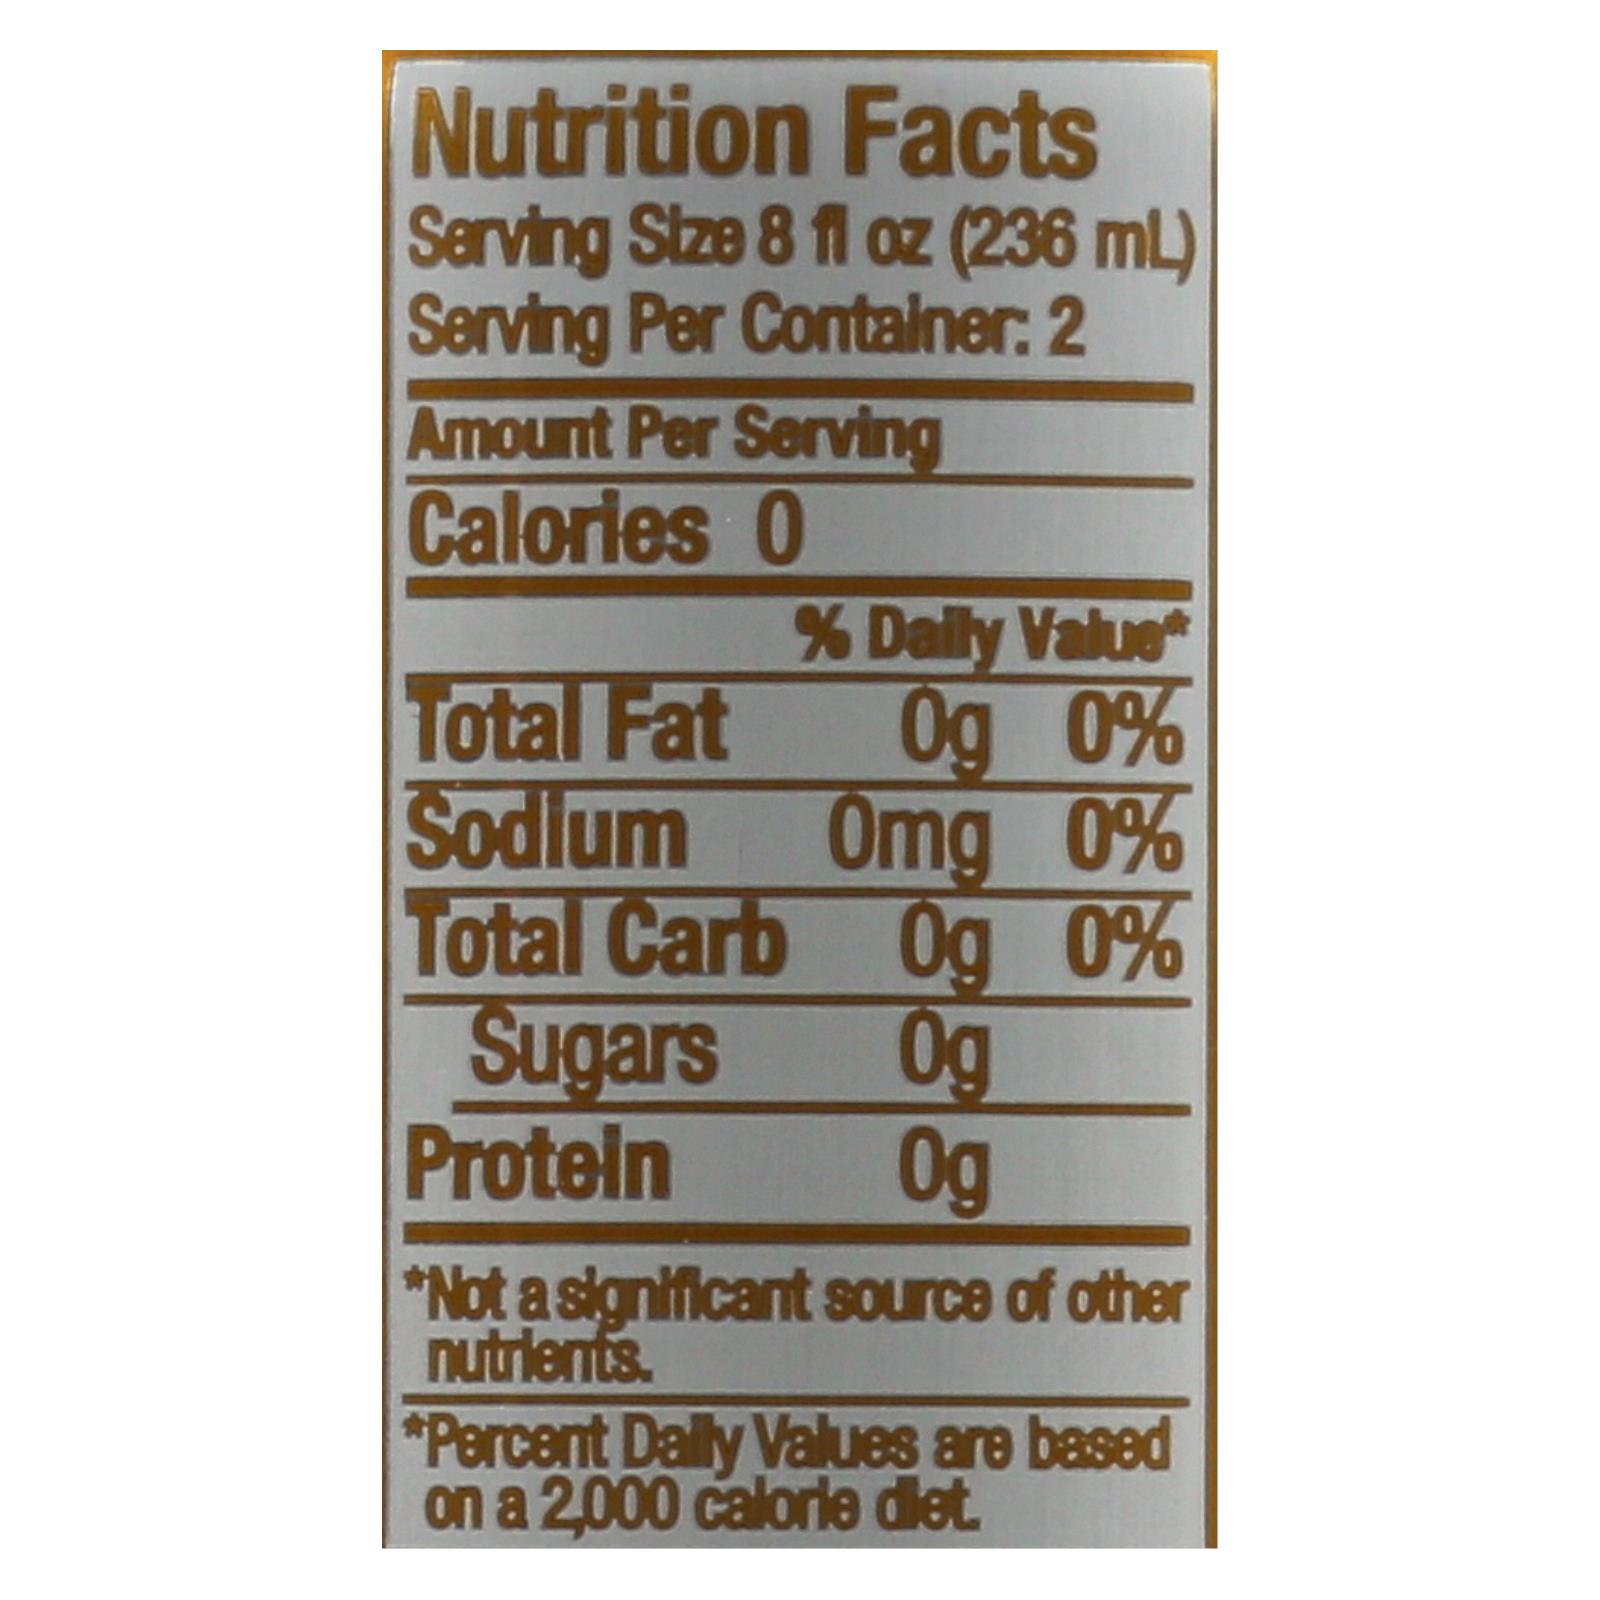 Nutrition Facts
Serving Size 8 fl oz (236 mL)
Serving Per Container: 2
Amount Per Serving
Calories 0
% Daily Value*
Total Fat 0g 0%
Sodium 0mg 0%
Total Carb 0g 0%
Sugars 0g
Protein 0g
*Not a significant source of other
nutrients.
*Percent Daily Values are based
on a 2,000 calorie diet.